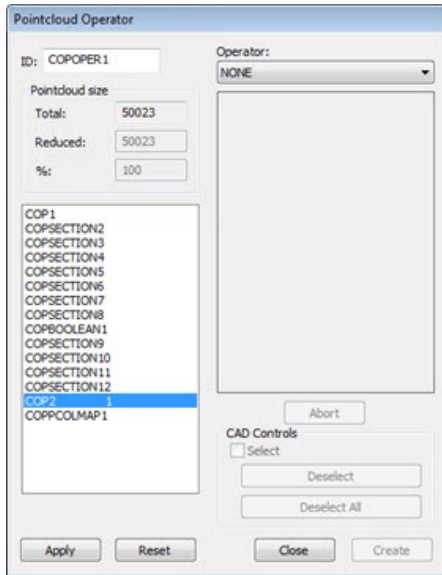 Pointcloud Operator
ID: COPOPER1
Operator:
NONE
Pointcloud size
Total: 50023
Reduced: 50023
%: 100
COP1
COPSECTION2
COPSECTION3
COPSECTION4
COPSECTION5
COPSECTION6
COPSECTION7
COPSECTION8
COPBOOLEAN1
COPSECTION9
COPSECTION10
COPSECTION11
COPSECTION12
COP2 1
COPPCOLMAP1
Abort
CAD Controls
Select
Deselect
Deselect All
Apply Reset Close Create